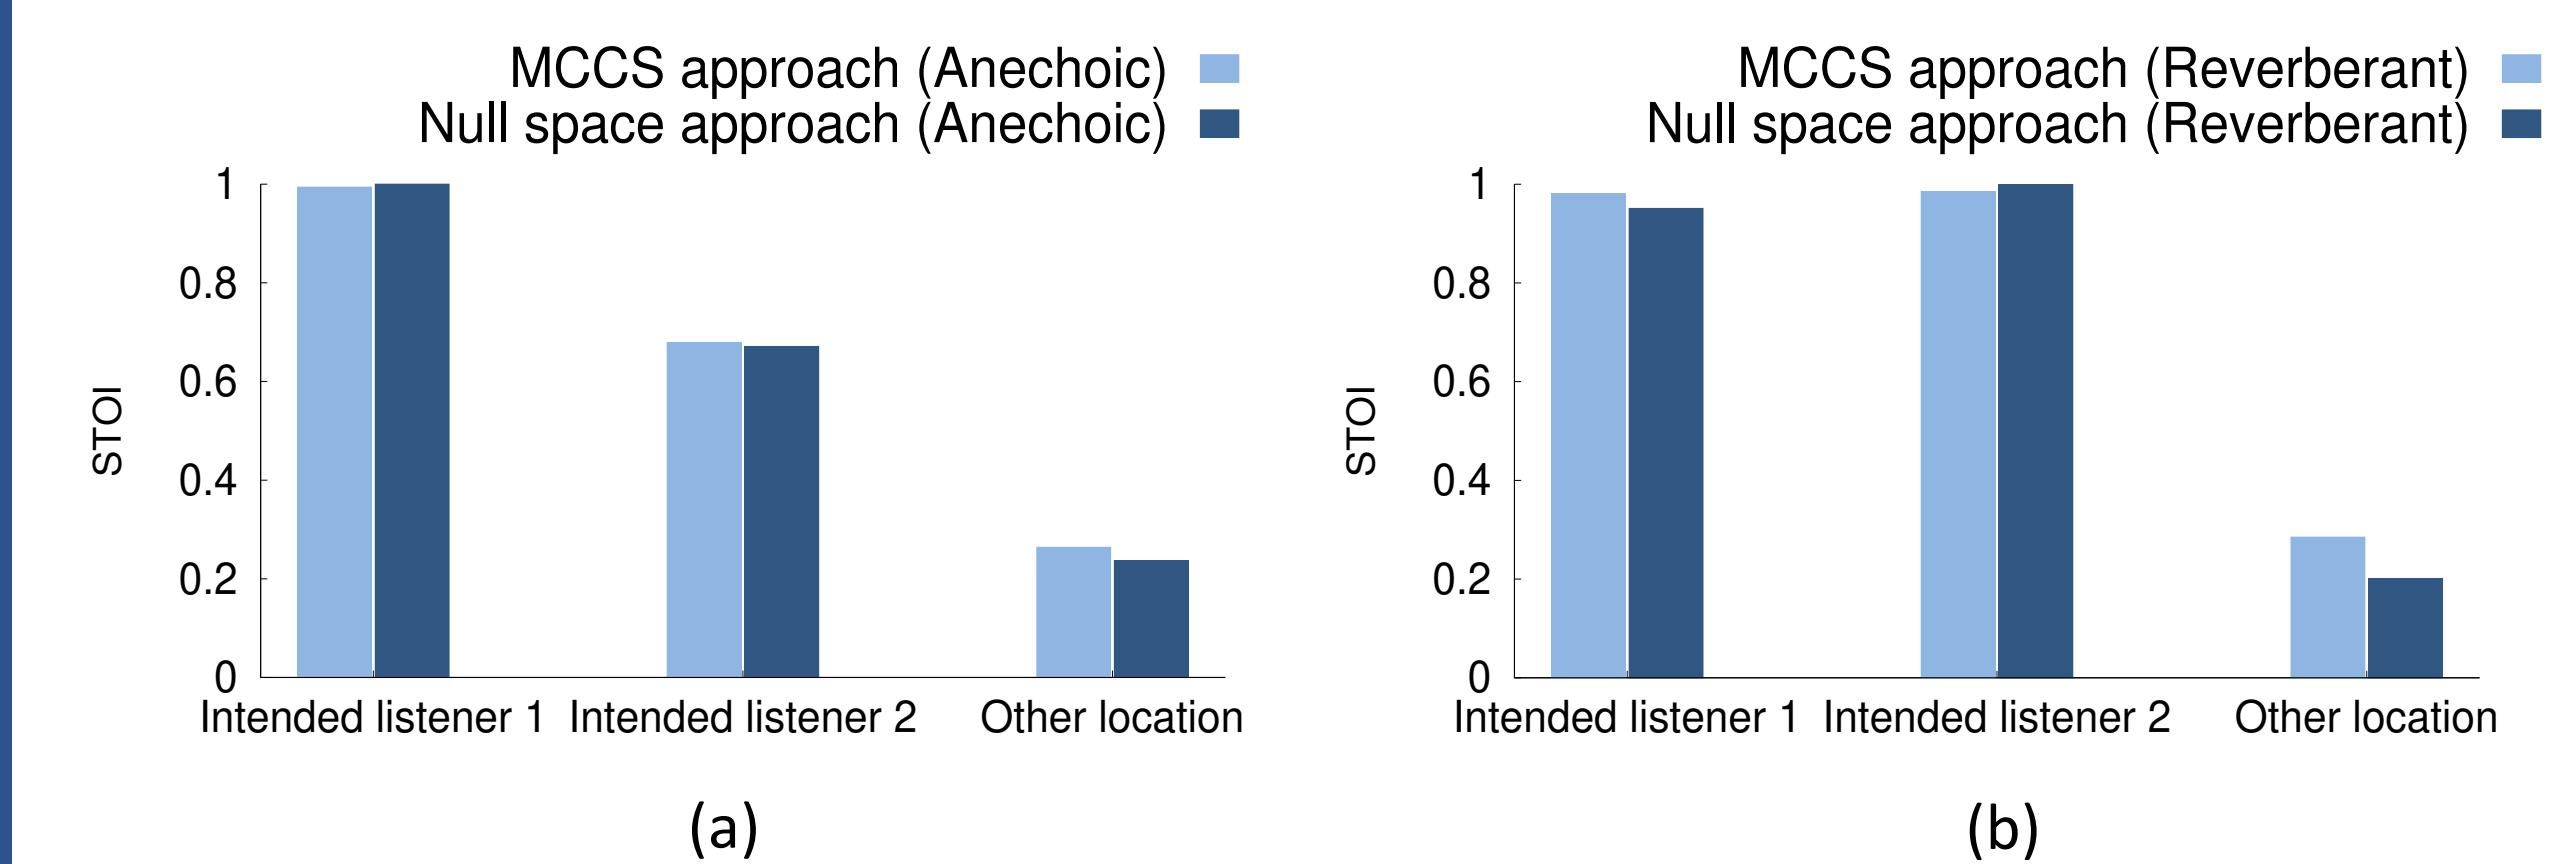 MCCS approach (Anechoic)
Null space approach (Anechoic)
1
0.8
0.6
0.4
0.2
0
STOI
Intended listener 1 Intended listener 2 Other location
(a)
MCCS approach (Reverberant)
Null space approach (Reverberant)
1
0.8
0.6
0.4
0.2
0
STOI
Intended listener 1 Intended listener 2 Other location
(b)